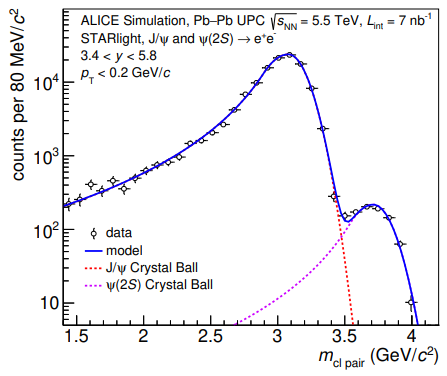 ALICE Simulation, Pb–Pb UPC √sNN = 5.5 TeV, Lint = 7 nb-1
STARlight, J/ψ and ψ(2S) → e+e-
3.4 < y < 5.8
pT < 0.2 GeV/c
counts per 80 MeV/c2
104
103
102
10
data
model
J/ψ Crystal Ball
ψ(2S) Crystal Ball
1.5 2 2.5 3 3.5 4
mcl pair (GeV/c2)